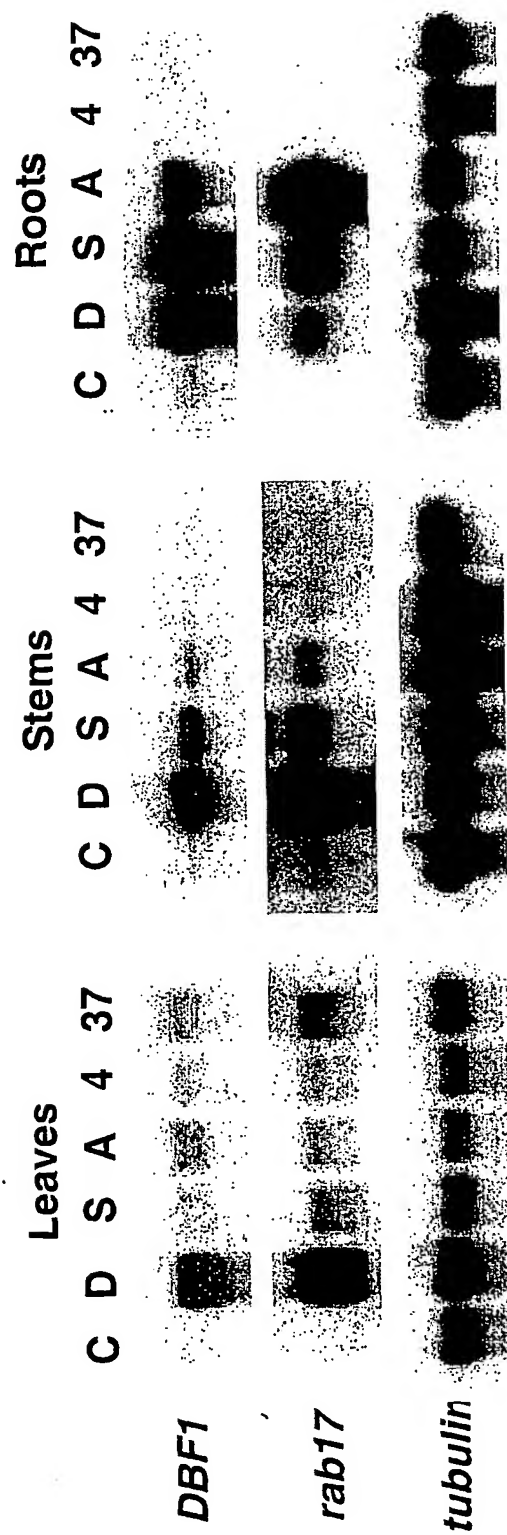 Leaves
Stems
Roots
C D S A 4 37
C D S A 4 37
C D S A 4 37
DBF1
rab17
tubulin